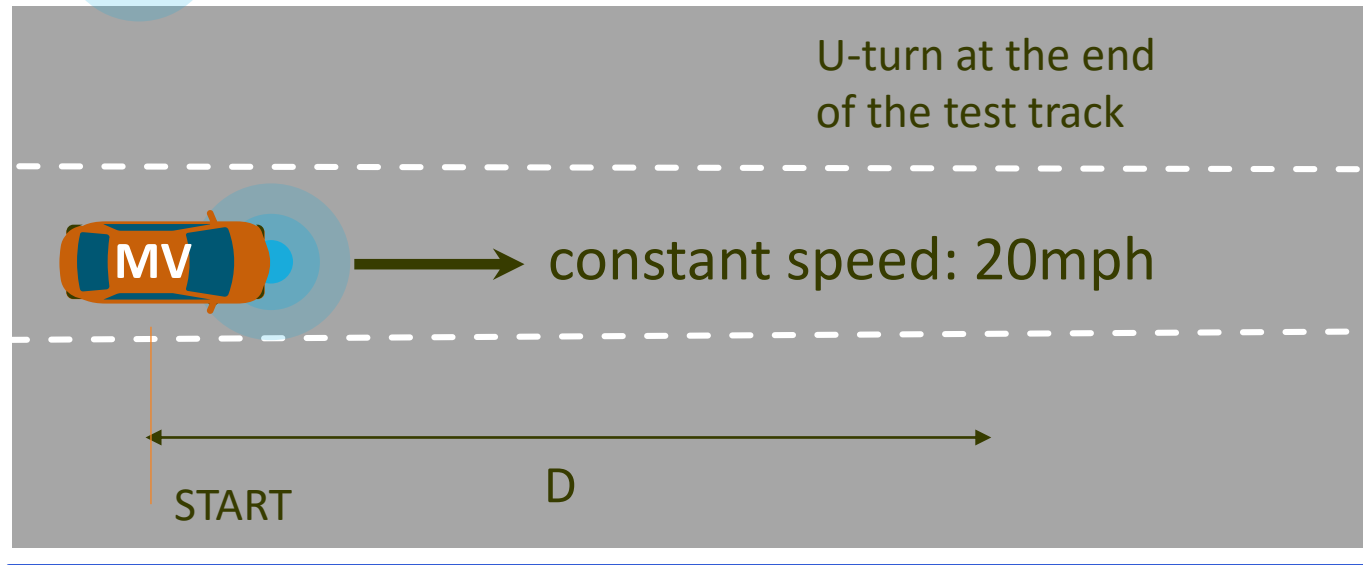 U-turn at the end
of the test track
MV
constant speed: 20mph
D
START